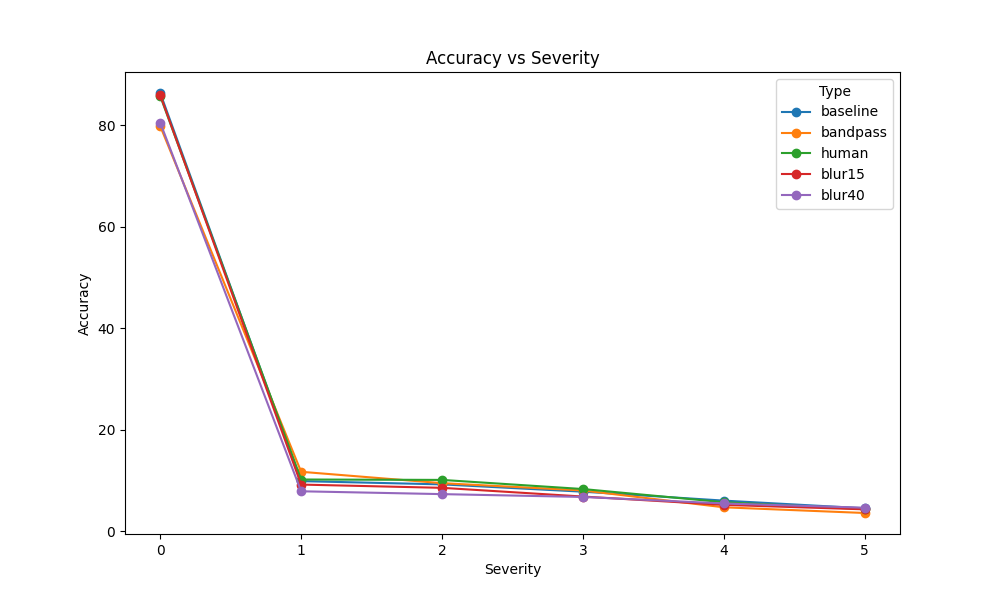 Accuracy vs Severity
Type
baseline
bandpass
human
blur15
blur40
Accuracy
80
60
40
20
0
0 1 2 3 4 5
Severity